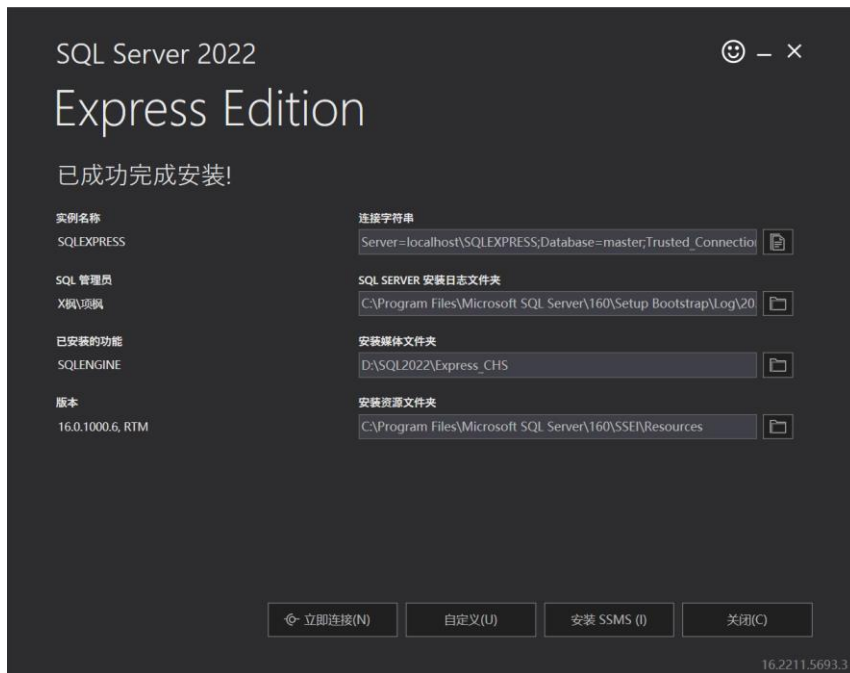 SQL Server 2022
Express Edition
已成功完成安装!
实例名称
SQLEXPRESS
连接字符串
Server=localhost\SQLEXPRESS;Database=master;Trusted_Connectio
SQL 管理员
X枫\项枫
SQL SERVER 安装日志文件夹
C:\Program Files\Microsoft SQL Server\160\Setup Bootstrap\Log\20
已安装的功能
SQLENGINE
安装媒体文件夹
D:\SQL2022\Express_CHS
版本
16.0.1000.6, RTM
安装资源文件夹
C:\Program Files\Microsoft SQL Server\160\SSEI\Resources
立即连接(N)
自定义(U)
安装 SSMS (I)
关闭(C)
16.2211.5693.3